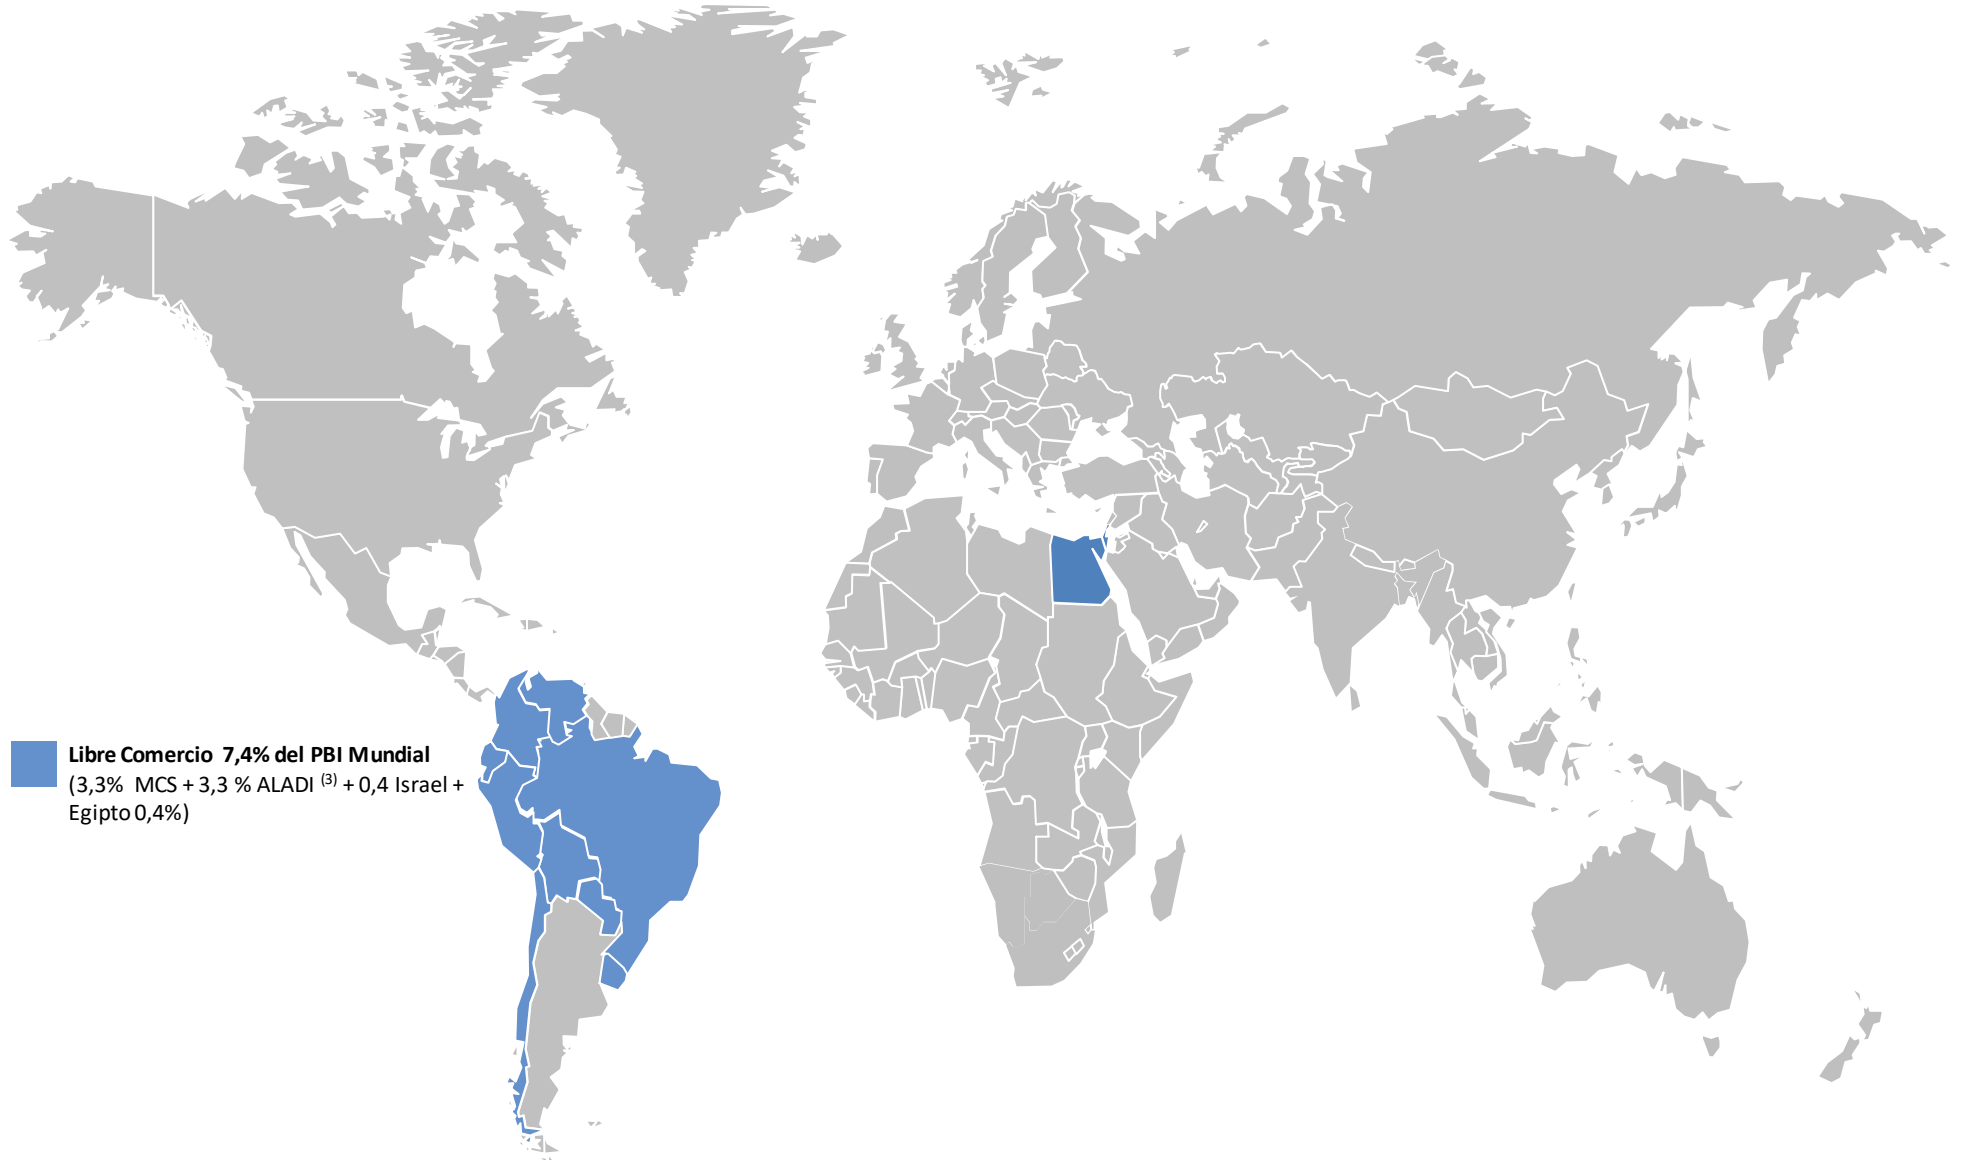 Libre Comercio 7,4% del PBI Mundial
(3,3% MCS + 3,3 % ALADI (3) + 0,4 Israel +
Egipto 0,4%)